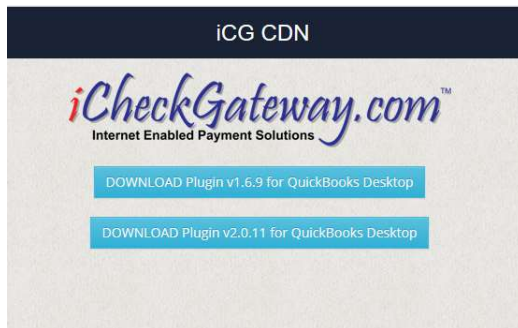 iCG CDN
iCheckGateway.com™
Internet Enabled Payment Solutions
DOWNLOAD Plugin v1.6.9 for QuickBooks Desktop
DOWNLOAD Plugin v2.0.11 for QuickBooks Desktop